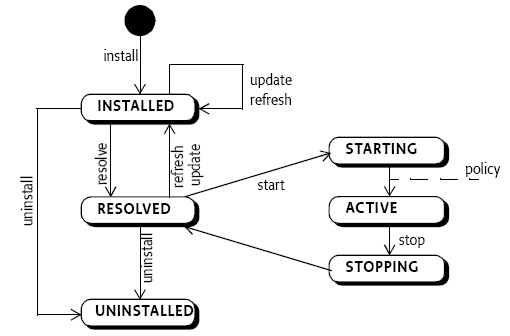 install
update
refresh
INSTALLED
resolve
refresh
update
uninstall
STARTING
policy
start
RESOLVED
ACTIVE
uninstall
stop
STOPPING
UNINSTALLED